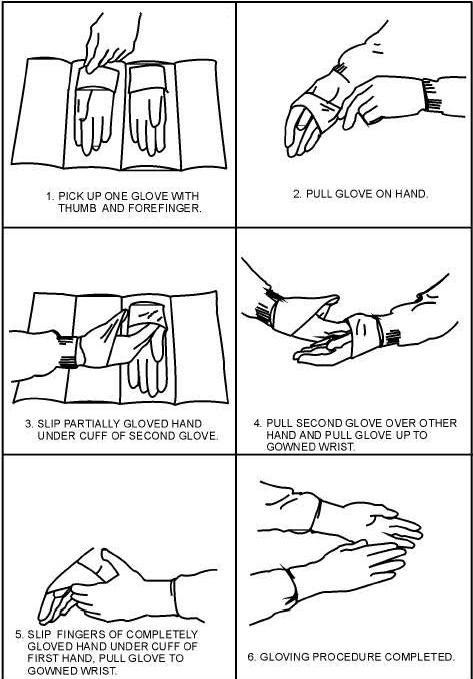 1. PICK UP ONE GLOVE WITH
THUMB AND FOREFINGER.
2. PULL GLOVE ON HAND.
3. SLIP PARTIALLY GLOVED HAND
UNDER CUFF OF SECOND GLOVE.
4. PULL SECOND GLOVE OVER OTHER
HAND AND PULL GLOVE UP TO
GOWNED WRIST.
5. SLIP FINGERS OF COMPLETELY
GLOVED HAND UNDER CUFF OF
FIRST HAND, PULL GLOVE TO
GOWNED WRIST.
6. GLOVING PROCEDURE COMPLETED.